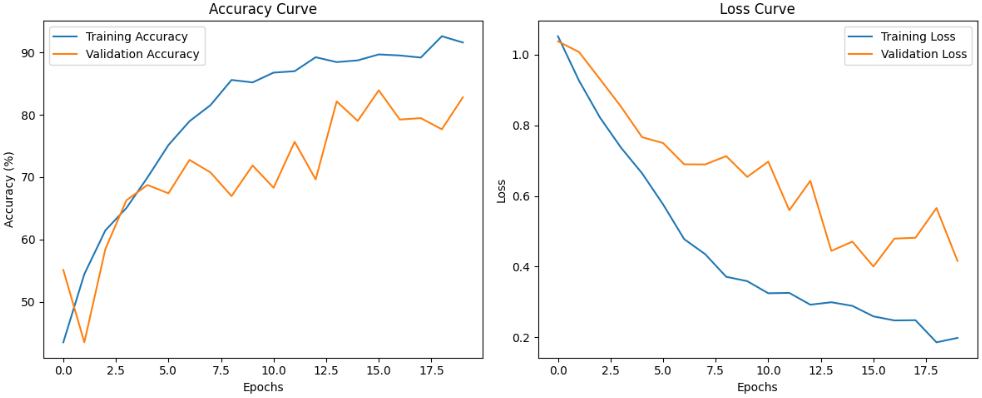 Accuracy Curve
Training Accuracy
Validation Accuracy
Accuracy (%)
90
80
70
60
50
0.0 2.5 5.0 7.5 10.0 12.5 15.0 17.5
Epochs
Loss Curve
Training Loss
Validation Loss
Loss
1.0
0.8
0.6
0.4
0.2
0.0 2.5 5.0 7.5 10.0 12.5 15.0 17.5
Epochs